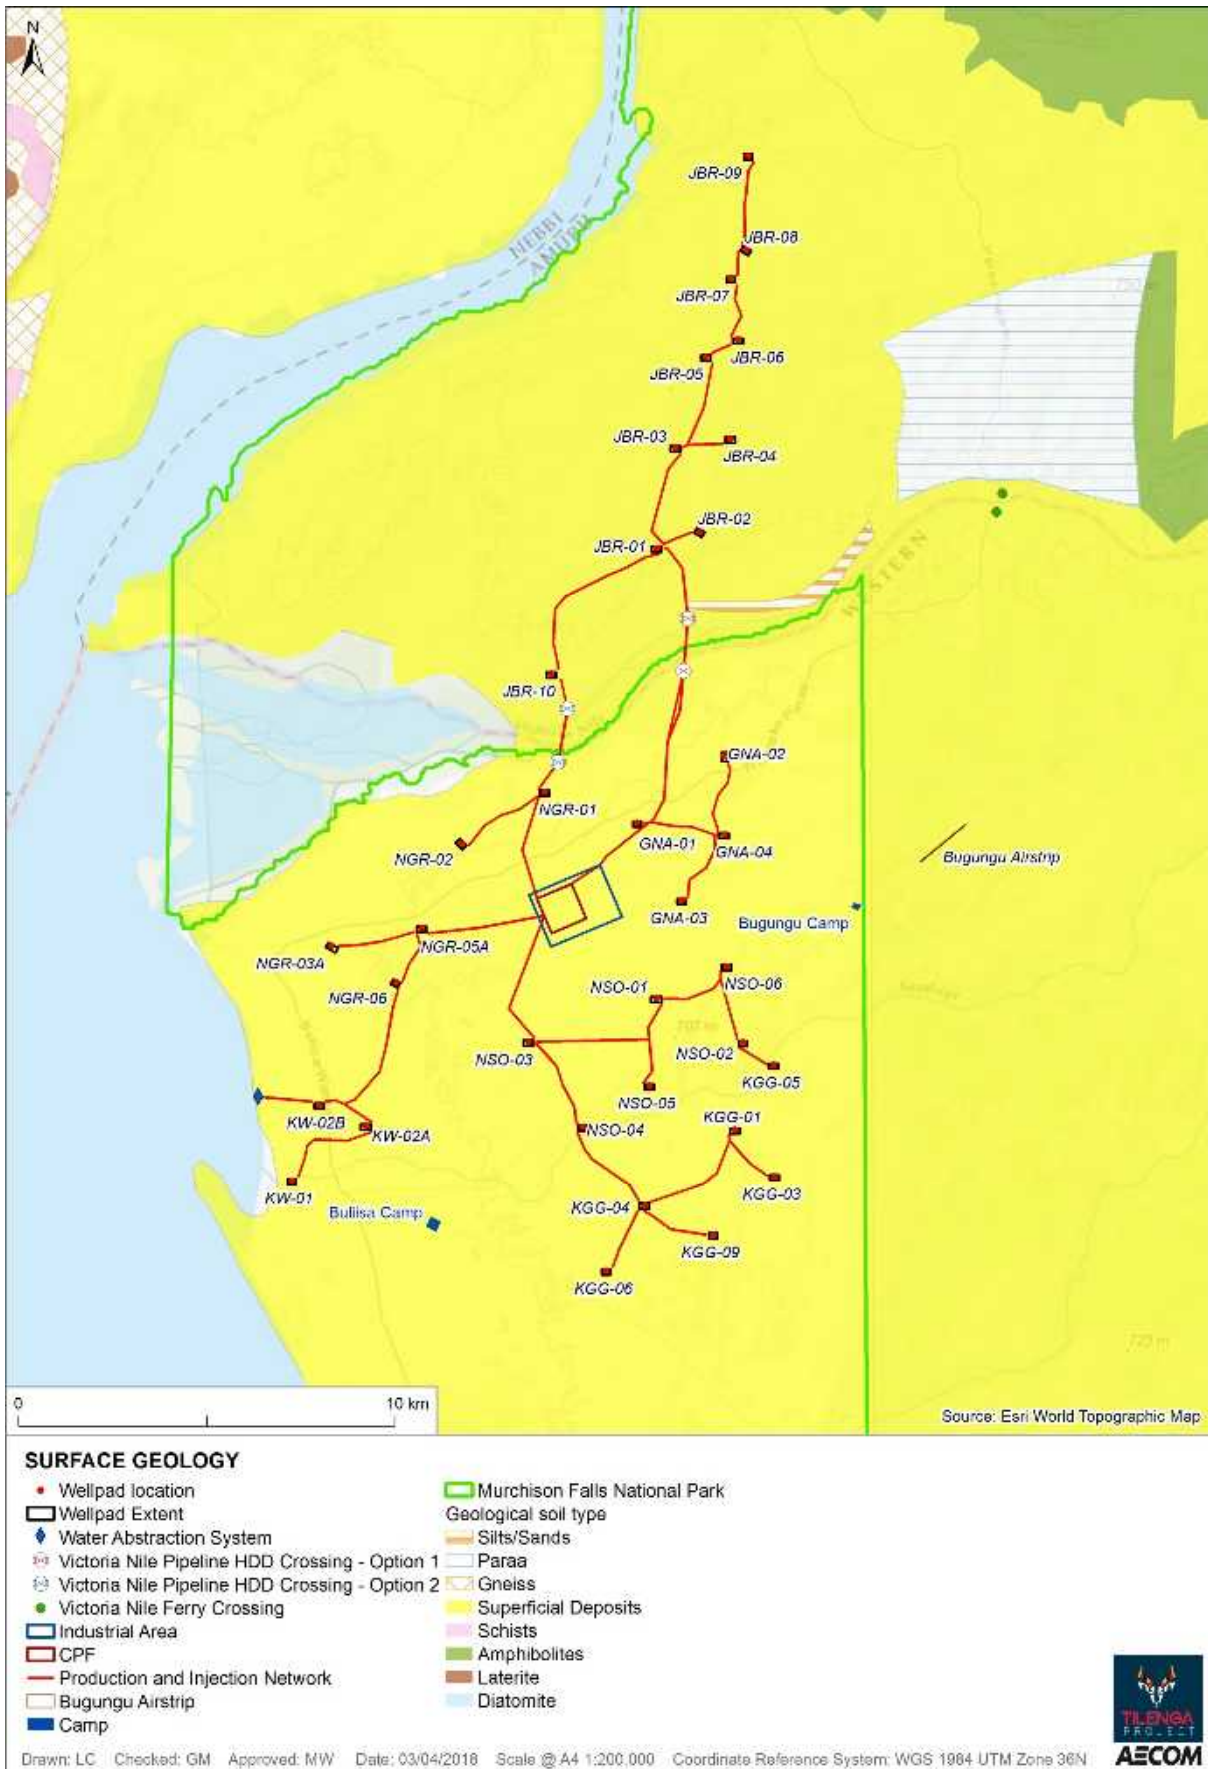 N
JBR-09
NEBBI
JBR-08
JBR-07
JBR-06
JBR-05
JBR-03
JBR-04
JBR-02
JBR-01
WESTERN
JBR-10
GNA-02
NGR-01
GNA-01
GNA-04
NGR-02
Bugungu Airstrip
GNA-03
Bugungu Camp
NGR-05A
NGR-03A
NSO-06
NSO-01
NGR-06
707 m
NSO-03
NSO-02
KGG-05
NSO-05
KGG-01
KW-02B
KW-02A
NSO-04
KGG-03
KW-01
KGG-04
Buliisa Camp
KGG-09
KGG-06
0 10 km
Source: Esri World Topographic Map
SURFACE GEOLOGY
Wellpad location
Wellpad Extent
Water Abstraction System
Victoria Nile Pipeline HDD Crossing - Option 1
Victoria Nile Pipeline HDD Crossing - Option 2
Victoria Nile Ferry Crossing
Industrial Area
CPF
Production and Injection Network
Bugungu Airstrip
Camp
Murchison Falls National Park
Geological soil type
Silts/Sands
Paraa
Gneiss
Superficial Deposits
Schists
Amphibolites
Laterite
Diatomite
TILENGA
PROJECT
AECOM
Drawn: LC Checked: GM Approved: MW Date: 03/04/2018 Scale @ A4 1:200,000 Coordinate Reference System: WGS 1984 UTM Zone 36N